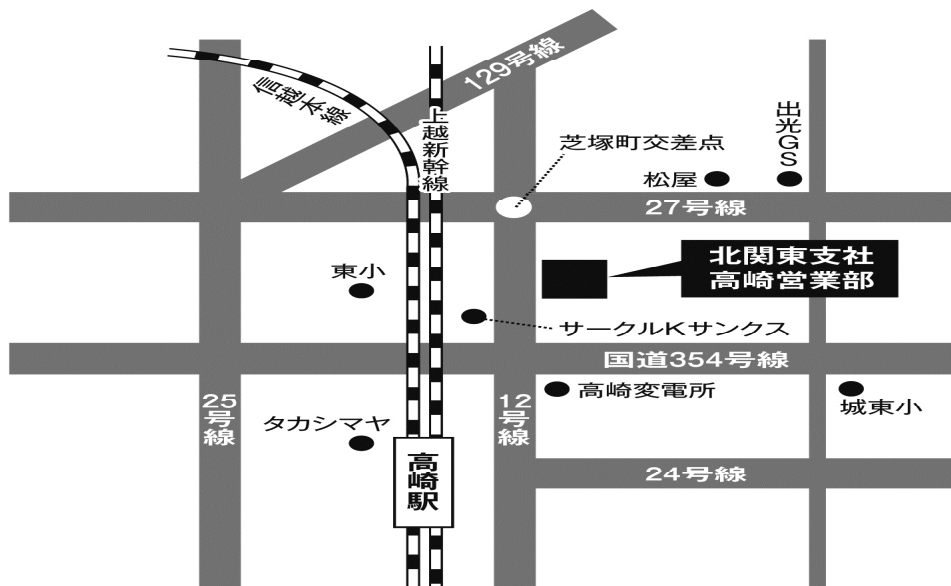 129号線
信越本線
上越新幹線
出光GS
芝塚町交差点
松屋
27号線
北関東支社
高崎営業部
東小
サークルKサンクス
国道354号線
25号線
12号線
高崎変電所
城東小
タカシマヤ
高崎駅
24号線